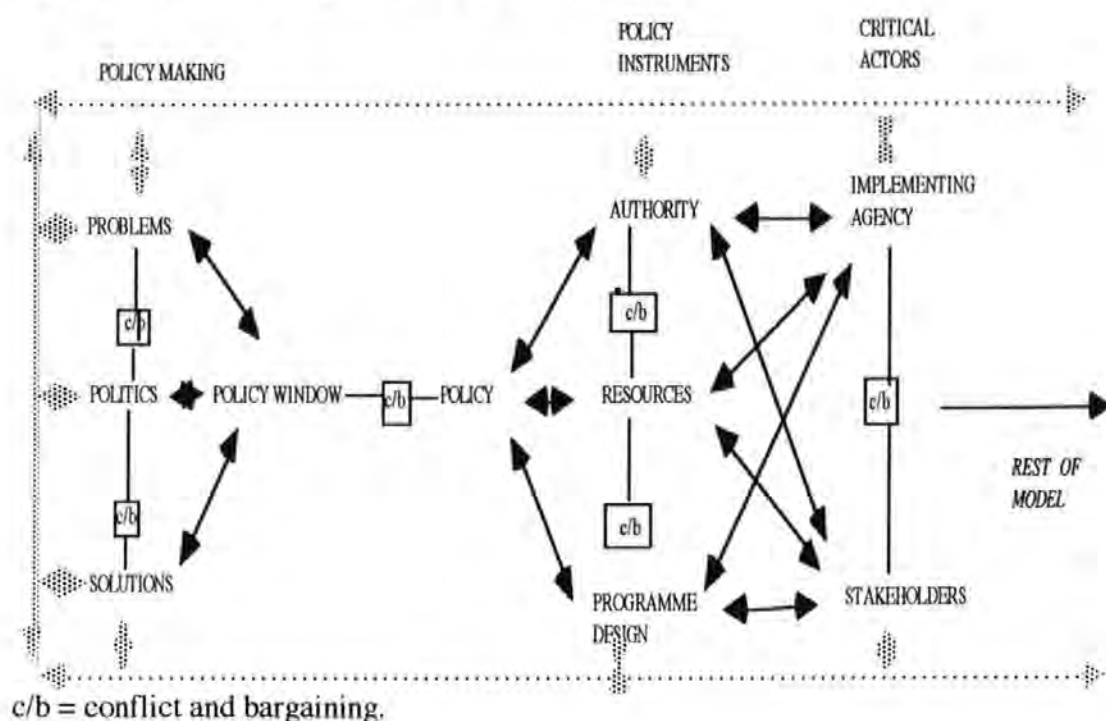 POLICY MAKING
POLICY
INSTRUMENTS
CRITICAL
ACTORS
PROBLEMS
AUTHORITY
IMPLEMENTING
AGENCY
c/b
c/b
POLITICS
POLICY WINDOW
c/b
POLICY
RESOURCES
c/b
REST OF
MODEL
c/b
c/b
SOLUTIONS
PROGRAMME
DESIGN
STAKEHOLDERS
c/b = conflict and bargaining.